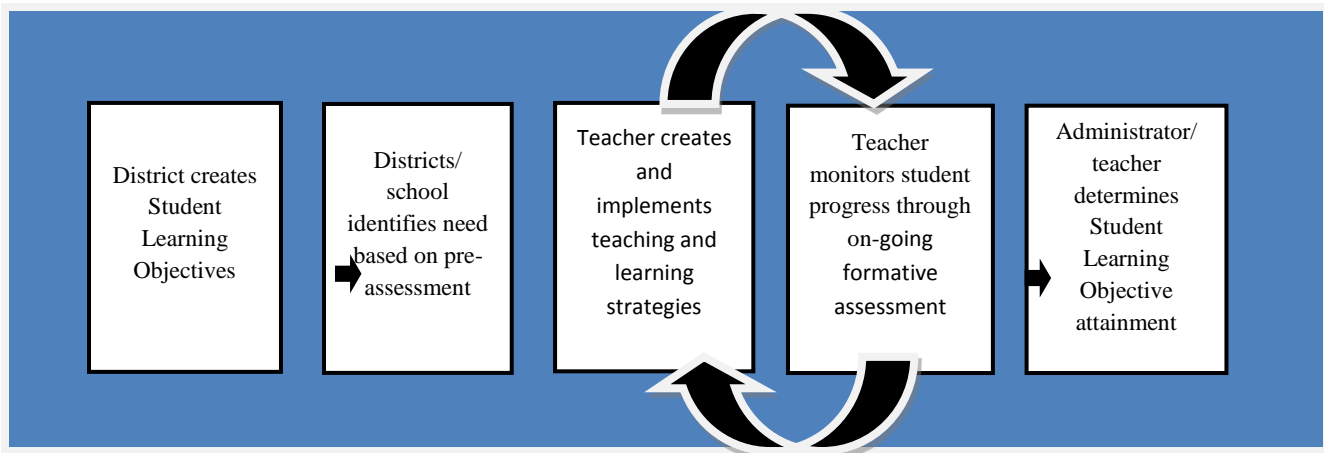 District creates
Student
Learning
Objectives
Districts/
school
identifies need
based on pre-
assessment
Teacher creates
and
implements
teaching and
learning
strategies
Teacher
monitors student
progress through
on-going
formative
assessment
Administrator/
teacher
determines
Student
Learning
Objective
attainment